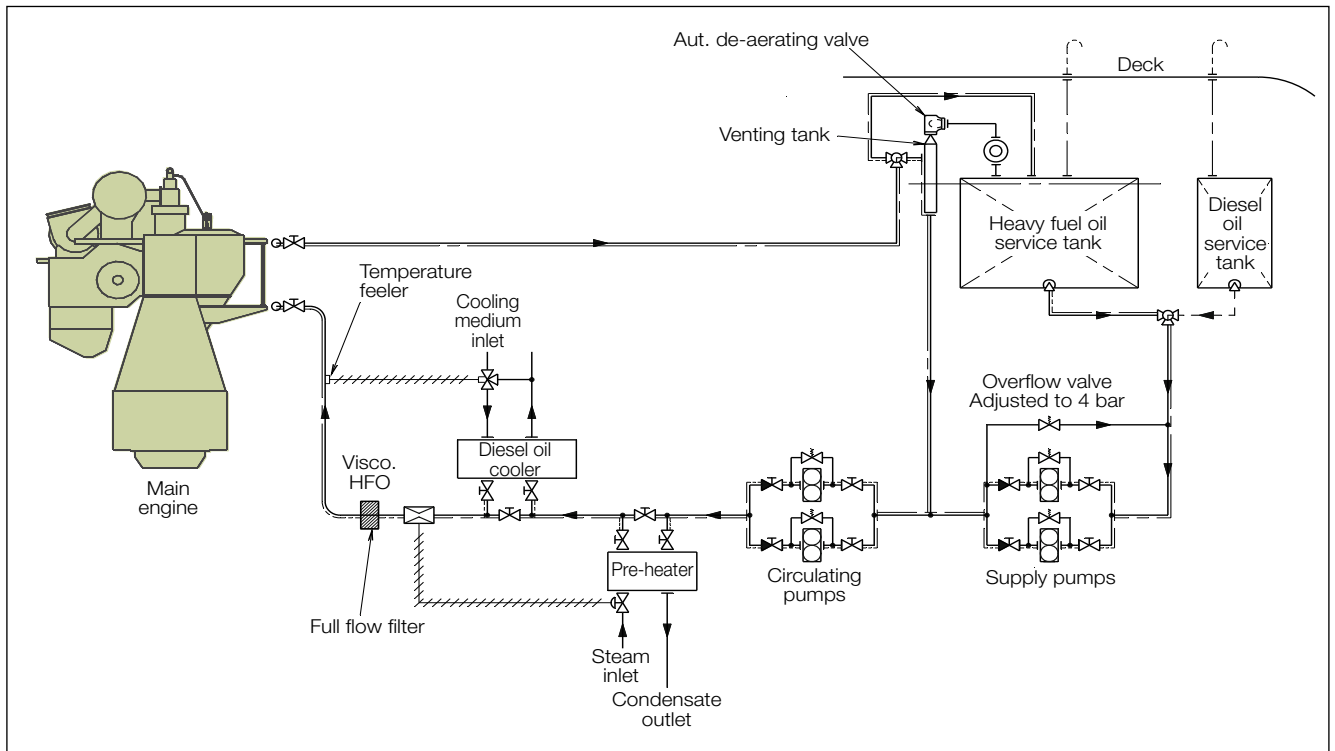 Aut. de-aerating valve
Deck
Venting tank
Heavy fuel oil
service tank
Diesel
oil
service
tank
Temperature
feeler
Cooling
medium
inlet
Overflow valve
Adjusted to 4 bar
Diesel oil
cooler
Visco.
HFO
Main
engine
Pre-heater
Circulating
pumps
Supply pumps
Full flow filter
Steam
inlet
Condensate
outlet